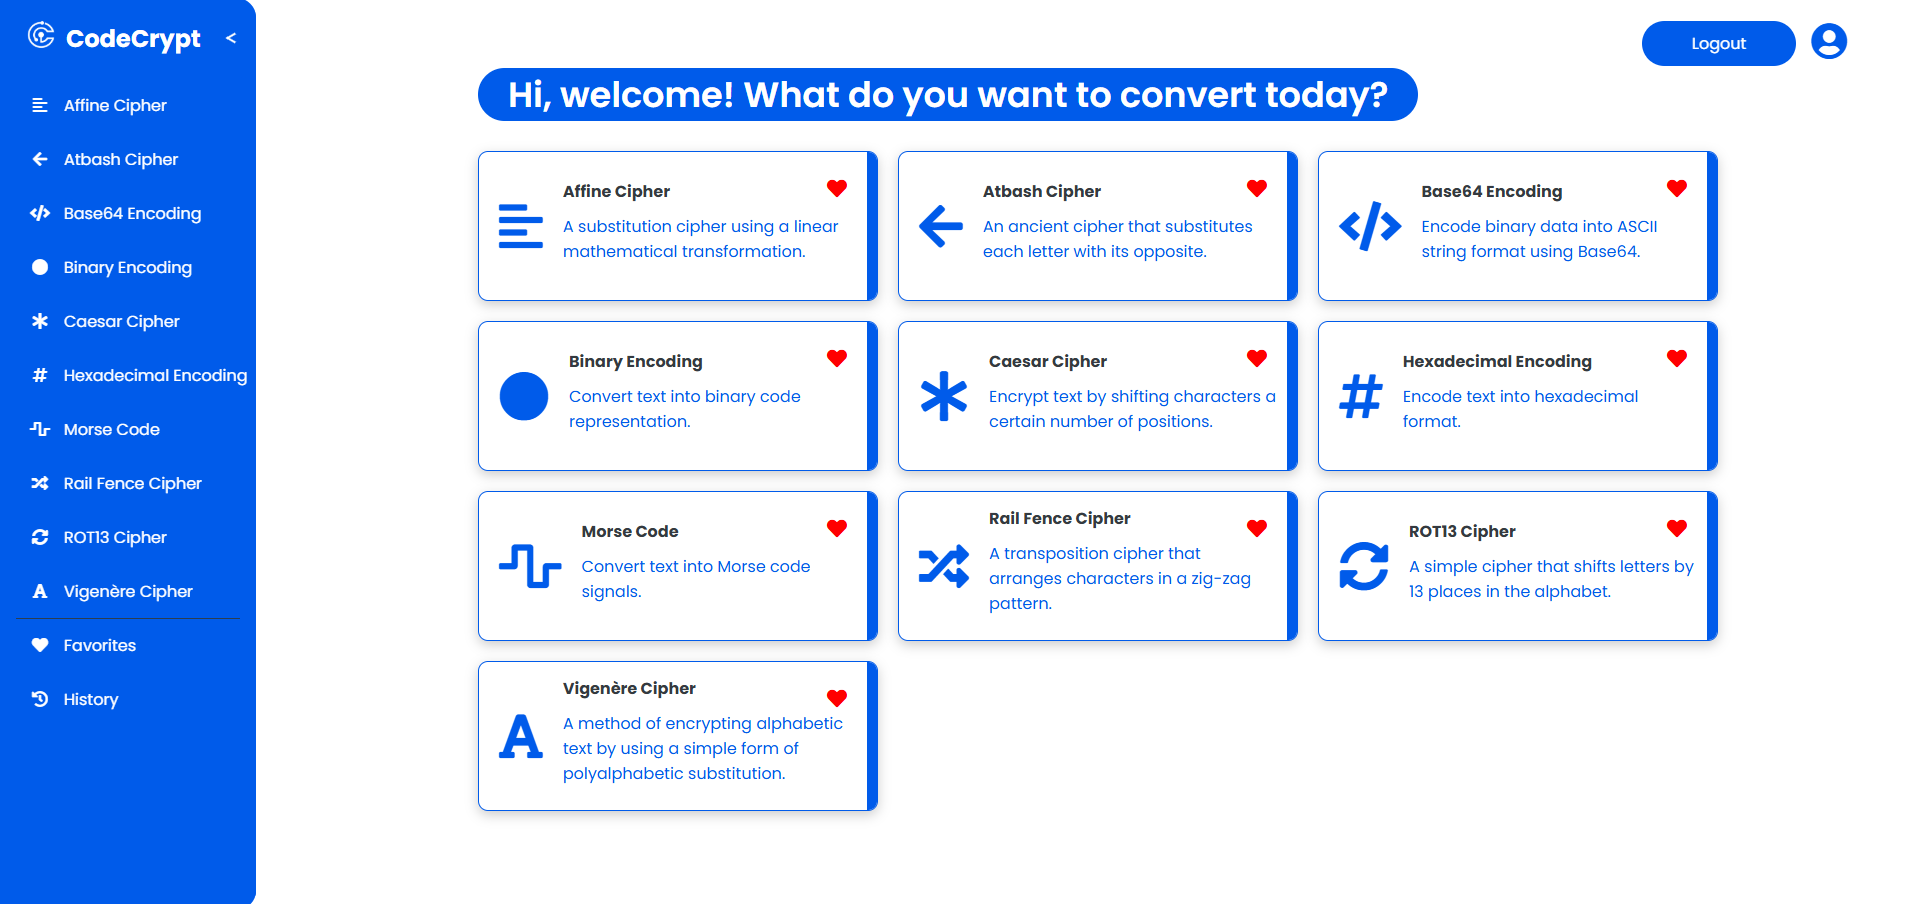 CodeCrypt <
Affine Cipher
Atbash Cipher
Base64 Encoding
Binary Encoding
Caesar Cipher
Hexadecimal Encoding
Morse Code
Rail Fence Cipher
ROT13 Cipher
Vigenère Cipher
Favorites
History
Logout
Hi, welcome! What do you want to convert today?
Affine Cipher
A substitution cipher using a linear
mathematical transformation.
Atbash Cipher
An ancient cipher that substitutes
each letter with its opposite.
Base64 Encoding
Encode binary data into ASCII
string format using Base64.
Binary Encoding
Convert text into binary code
representation.
Caesar Cipher
Encrypt text by shifting characters a
certain number of positions.
Hexadecimal Encoding
Encode text into hexadecimal
format.
Morse Code
Convert text into Morse code
signals.
Rail Fence Cipher
A transposition cipher that
arranges characters in a zig-zag
pattern.
ROT13 Cipher
A simple cipher that shifts letters by
13 places in the alphabet.
Vigenère Cipher
A method of encrypting alphabetic
text by using a simple form of
polyalphabetic substitution.